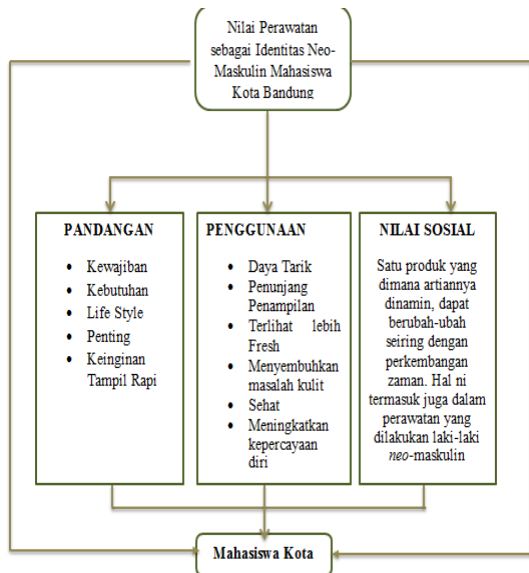 Nilai Perawatan
sebagai Identitas Neo-
Maskulin Mahasiswa
Kota Bandung
PANDANGAN
• Kewajiban
• Kebutuhan
• Life Style
• Penting
• Keinginan
Tampil Rapi
PENGGUNAAN
• Daya Tarik
• Penunjang
Penampilan
• Terlihat lebih
Fresh
• Menyembuhkan
masalah kulit
• Sehat
• Meningkatkan
kepercayaan
diri
NILAI SOSIAL
Satu produk yang
dimana artiannya
dinamin, dapat
berubah-ubah
seiring dengan
perkembangan
zaman. Hal ni
termasuk juga dalam
perawatan yang
dilakukan laki-laki
neo-maskulin
Mahasiswa Kota